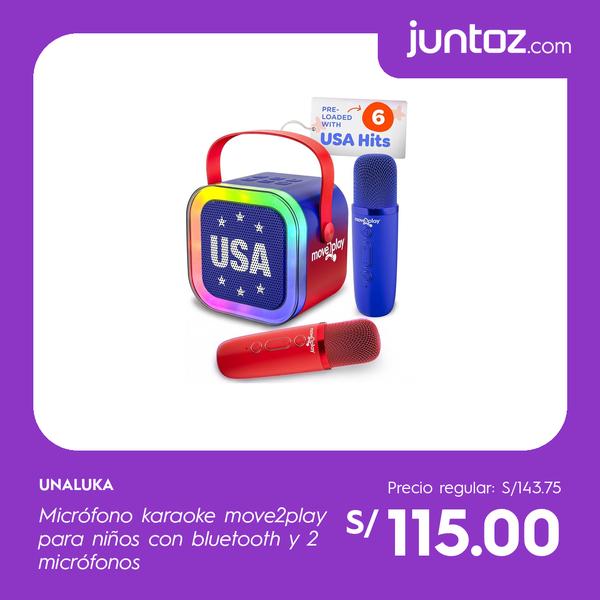 juntoz.com
PRE-
LOADED
WITH
6
USA Hits
USA
move2play
move2play
move2play
UNALUKA
Micrófono karaoke move2play
para niños con bluetooth y 2
micrófonos
Precio regular: S/143.75
S/115.00